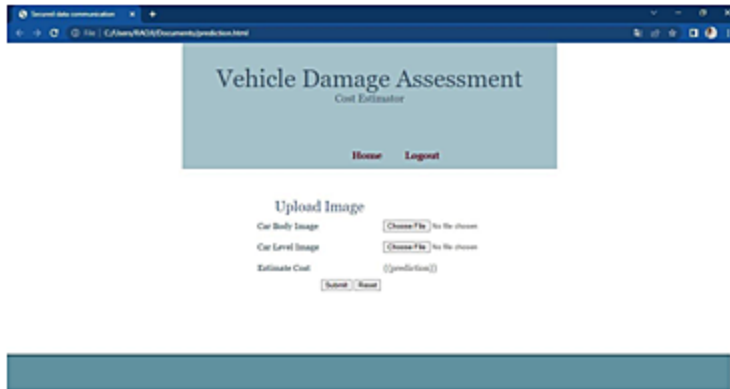 Secured data communication
File C:/Users/RAOJI/Documents/prediction.html
Vehicle Damage Assessment
Cost Estimator
Home Logout
Upload Image
Car Body Image Choose File No file chosen
Car Level Image Choose File No file chosen
Estimate Cost {{prediction}}
Submit Reset